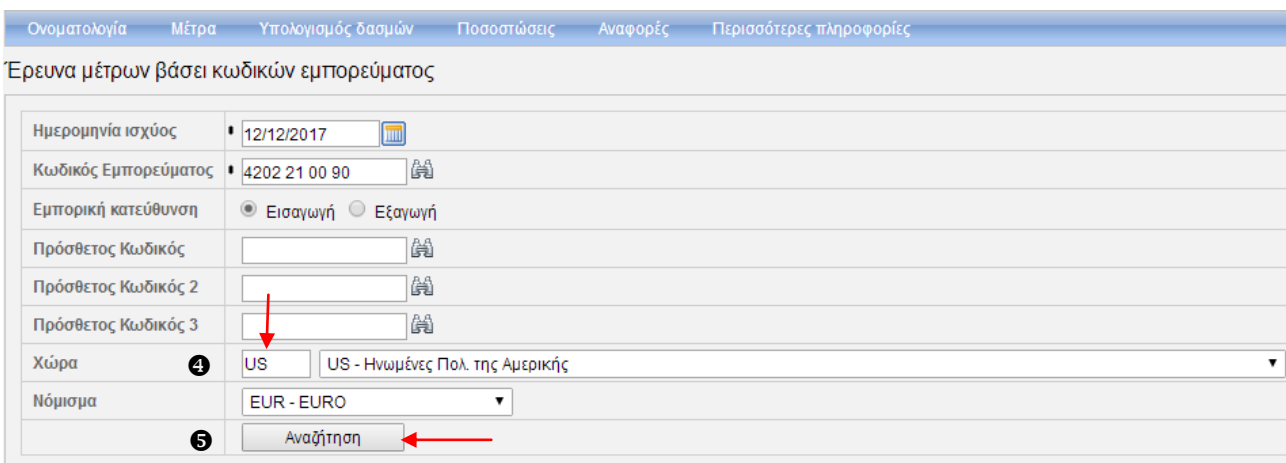 Ονοματολογία Μέτρα Υπολογισμός δασμών Ποσοστώσεις Αναφορές Περισσότερες πληροφορίες
Έρευνα μέτρων βάσει κωδικών εμπορεύματος
Ημερομηνία ισχύος 12/12/2017
Κωδικός Εμπορεύματος 4202 21 00 90
Εμπορική κατεύθυνση Εισαγωγή Εξαγωγή
Πρόσθετος Κωδικός
Πρόσθετος Κωδικός 2
Πρόσθετος Κωδικός 3
Χώρα ❹ US US - Ηνωμένες Πολ. της Αμερικής
Νόμισμα EUR - EURO
❺ Αναζήτηση